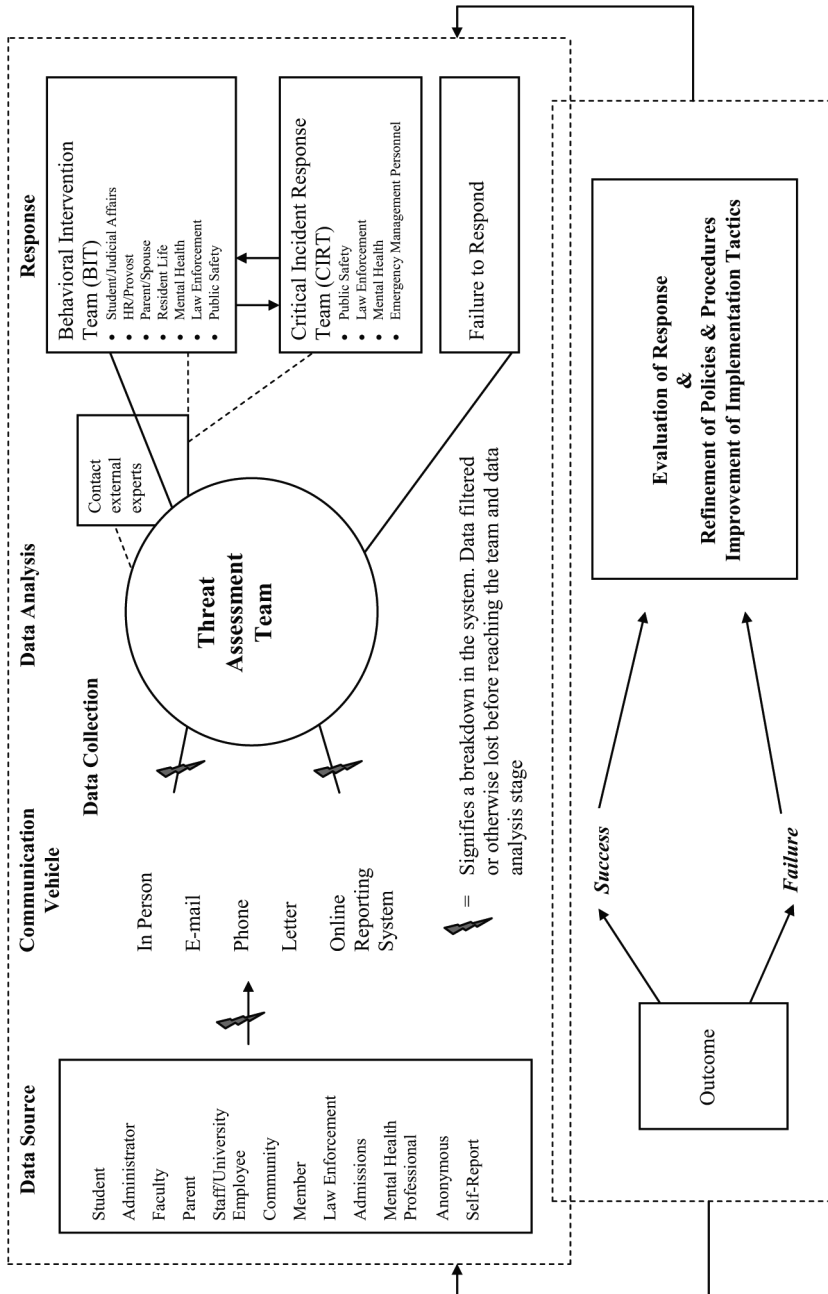 Data Source
Student
Administrator
Faculty
Parent
Staff/University
Employee
Community
Member
Law Enforcement
Admissions
Mental Health
Professional
Anonymous
Self-Report
Communication
Vehicle
In Person
E-mail
Phone
Letter
Online
Reporting
System
Data Collection
Data Analysis
Threat
Assessment
Team
Contact
external
experts
Response
Behavioral Intervention
Team (BIT)
• Student/Judicial Affairs
• HR/Provost
• Parent/Spouse
• Resident Life
• Mental Health
• Law Enforcement
• Public Safety
Critical Incident Response
Team (CIRT)
• Public Safety
• Law Enforcement
• Mental Health
• Emergency Management Personnel
Failure to Respond
= Signifies a breakdown in the system. Data filtered
or otherwise lost before reaching the team and data
analysis stage
Outcome
Success
Failure
Evaluation of Response
&
Refinement of Policies & Procedures
Improvement of Implementation Tactics